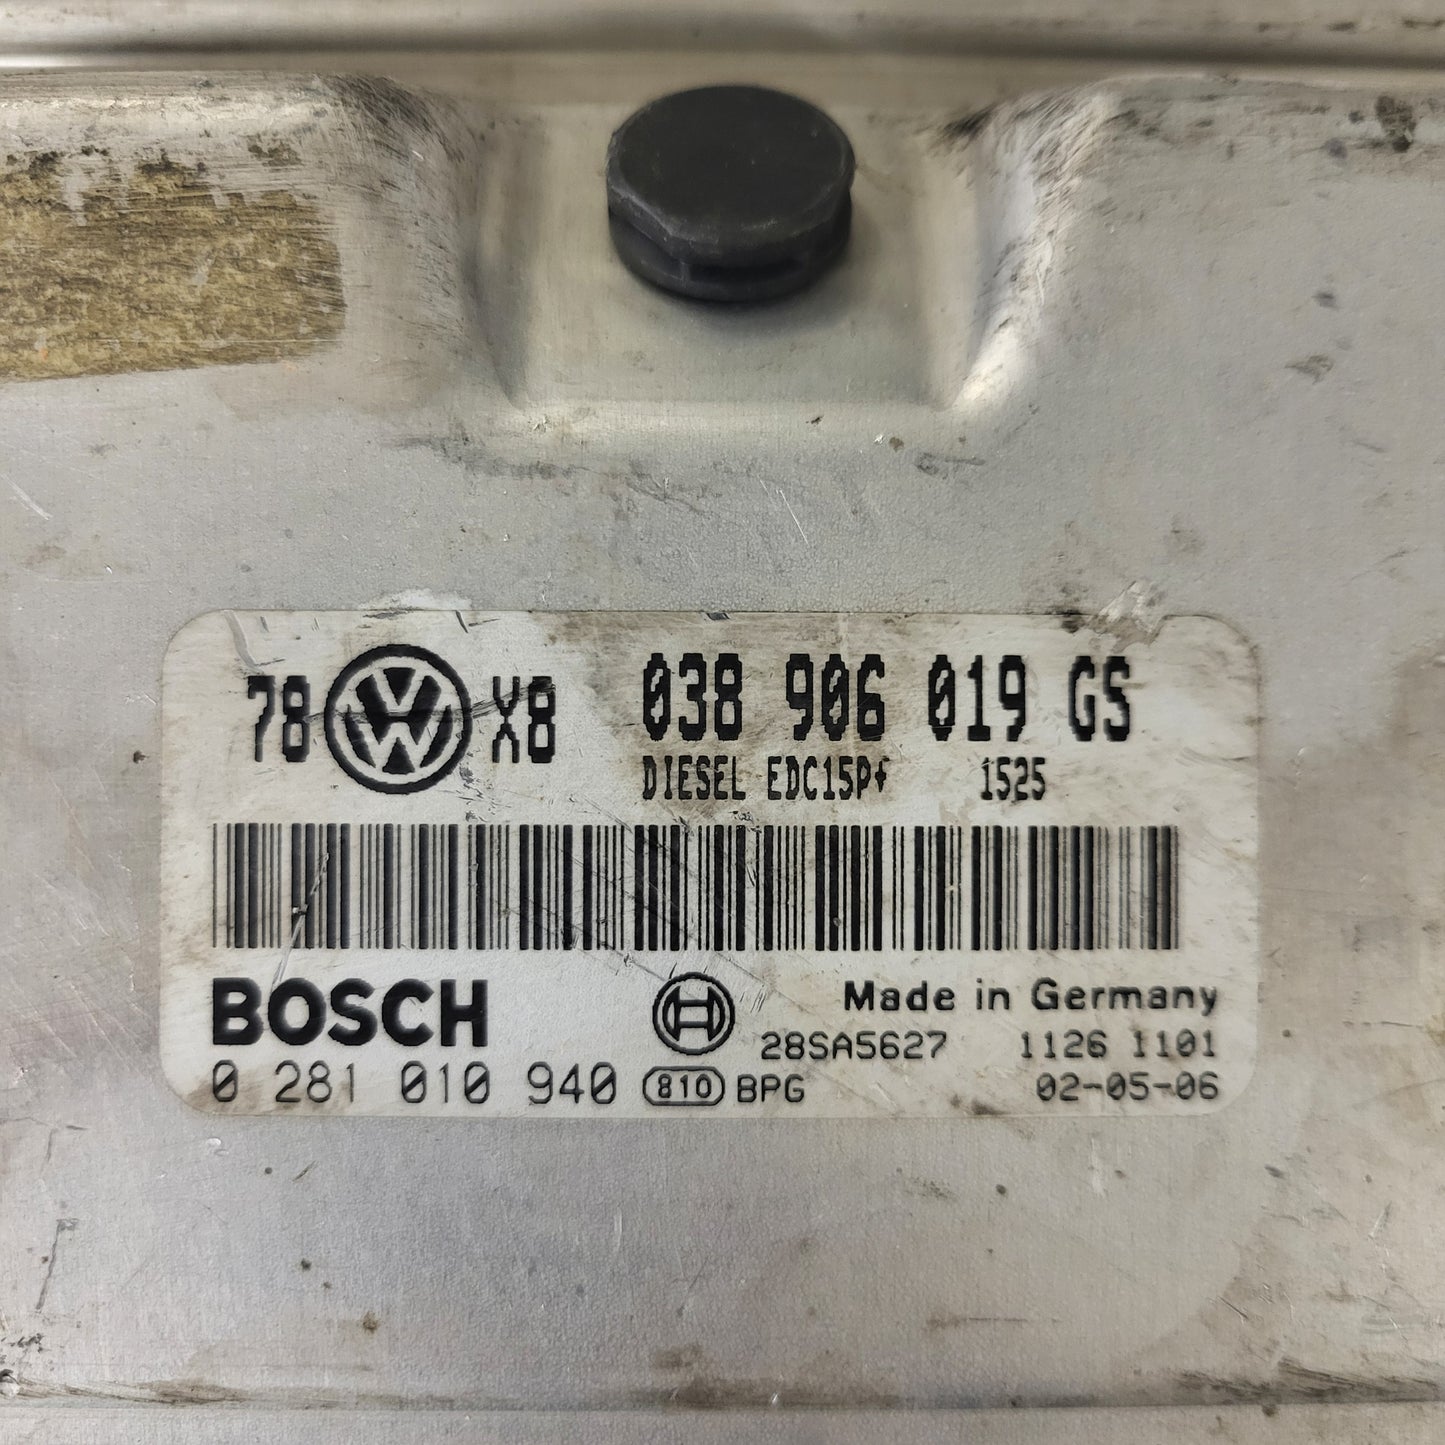 78 VW X8 038 906 019 GS
DIESEL EDC15P+ 1525
BOSCH
Made in Germany
28SA5627 1126 1101
0 281 010 940 810 BPG 02-05-06